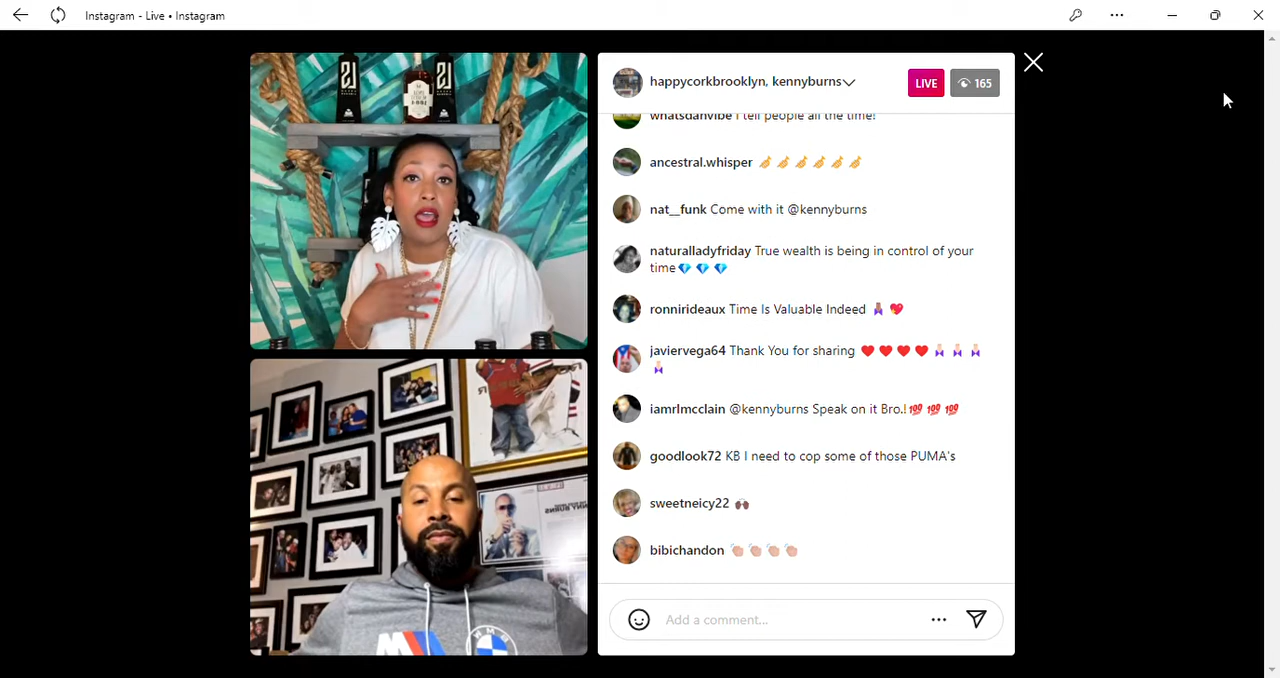 Instagram - Live • Instagram
happycorkbrooklyn, kennyburns
LIVE
165
whatsdanvibe I tell people all the time!
ancestral.whisper
nat__funk Come with it @kennyburns
naturalladyfriday True wealth is being in control of your
time
ronnirideaux Time Is Valuable Indeed
javiervega64 Thank You for sharing
iamrlmcclain @kennyburns Speak on it Bro.! 💯 💯 💯
goodlook72 KB I need to cop some of those PUMA's
sweetneicy22
bibichandon
Add a comment...